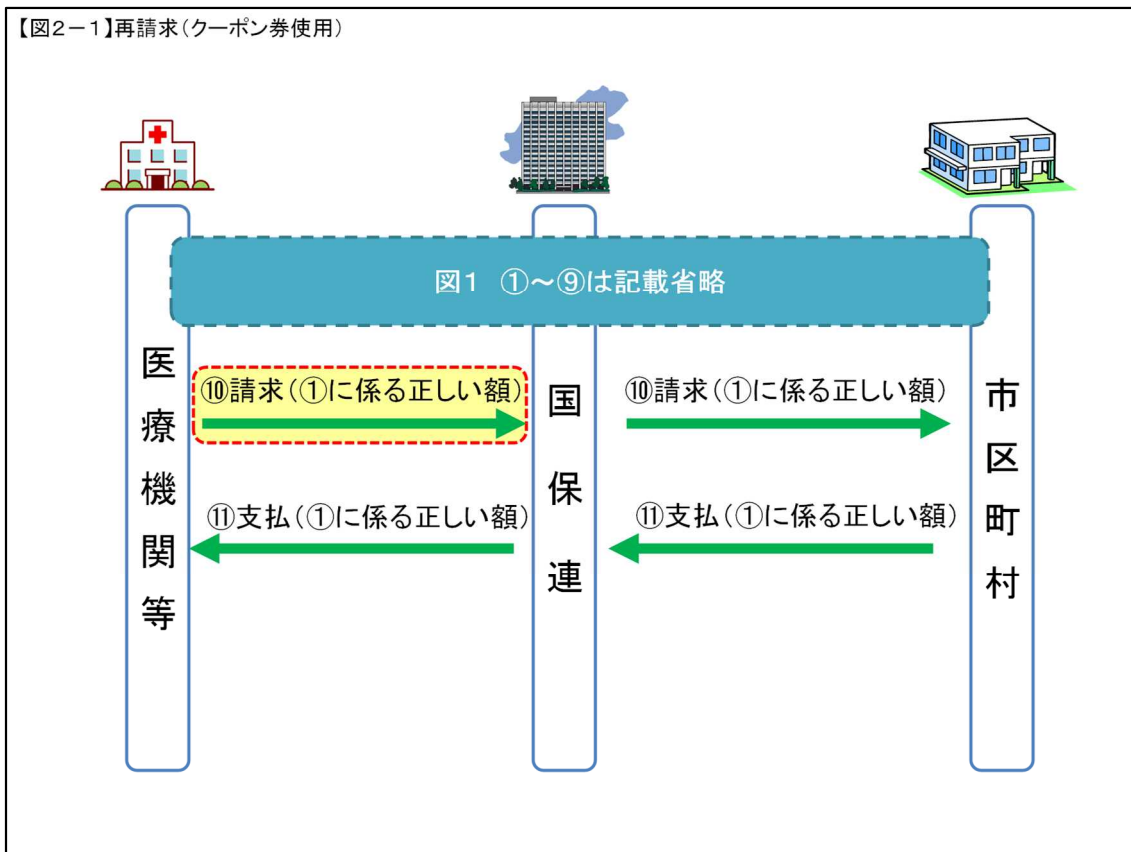 【図2-1】再請求(クーポン券使用)
図1 ①~⑨は記載省略
医療機関等
国保連
市区町村
⑩請求(①に係る正しい額)
⑩請求(①に係る正しい額)
⑪支払(①に係る正しい額)
⑪支払(①に係る正しい額)